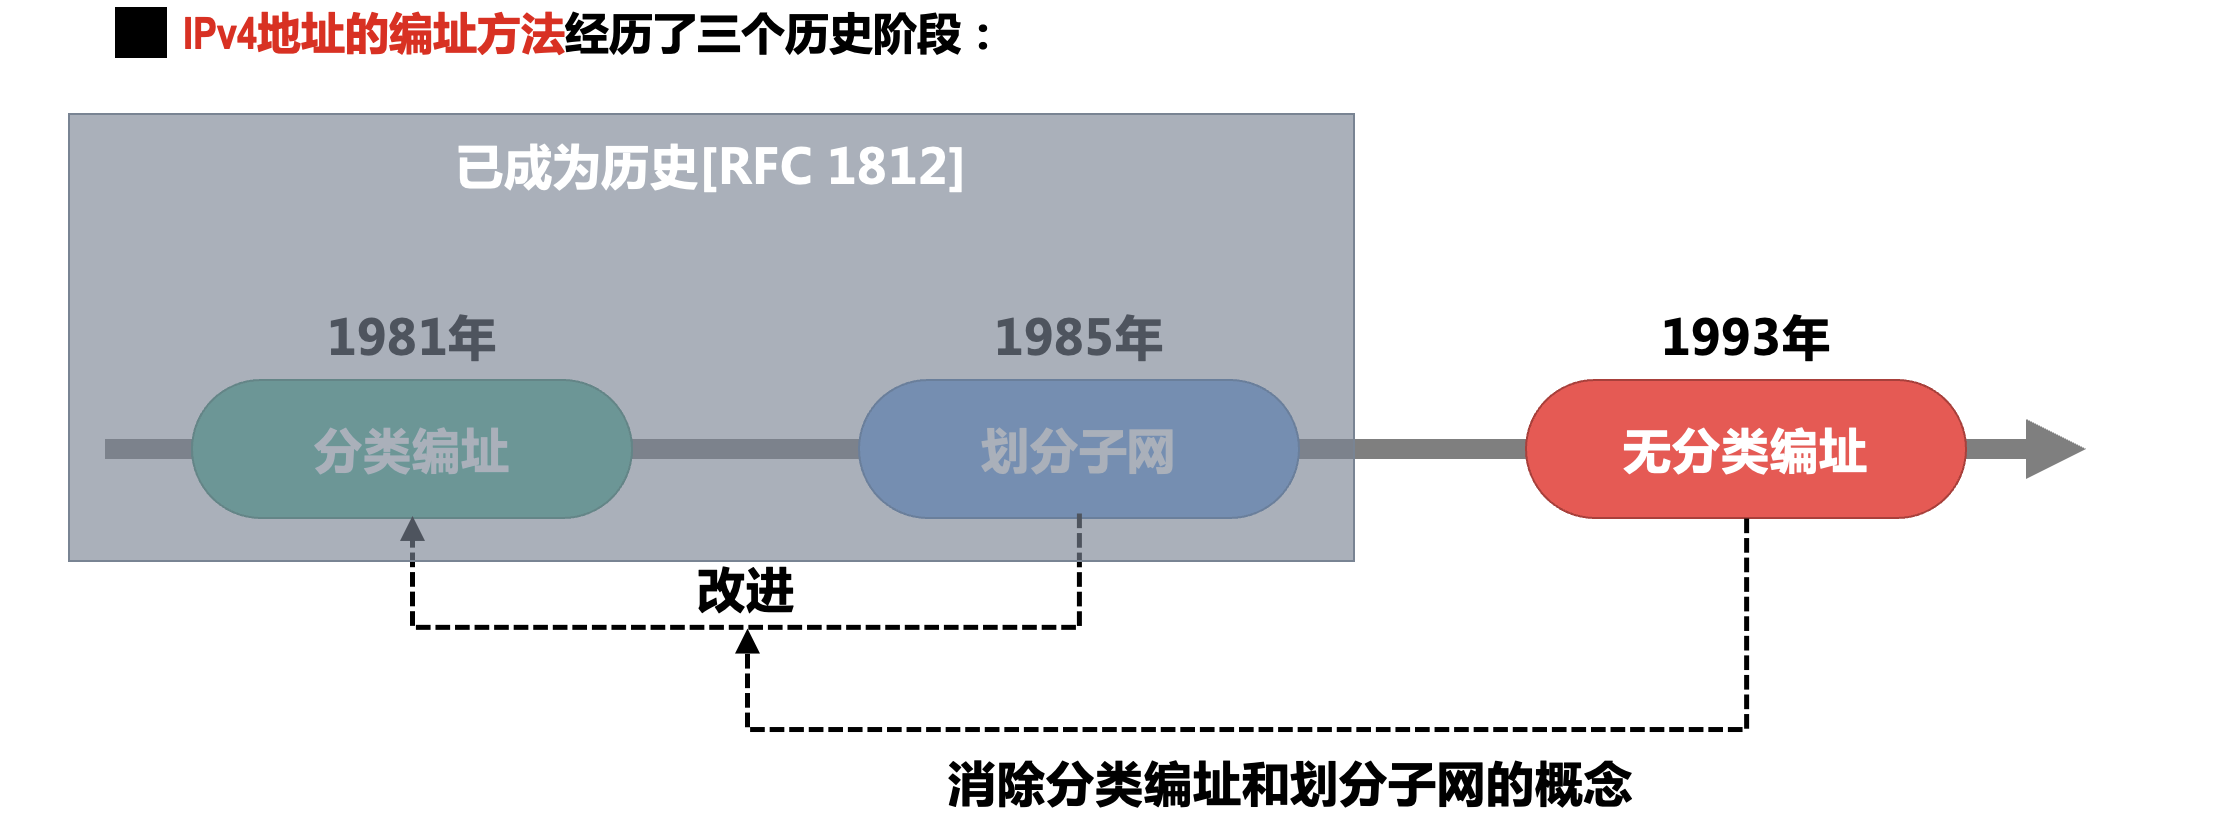 IPv4地址的编址方法经历了三个历史阶段：
已成为历史[RFC 1812]
1981年
1985年
1993年
分类编址
划分子网
无分类编址
改进
消除分类编址和划分子网的概念